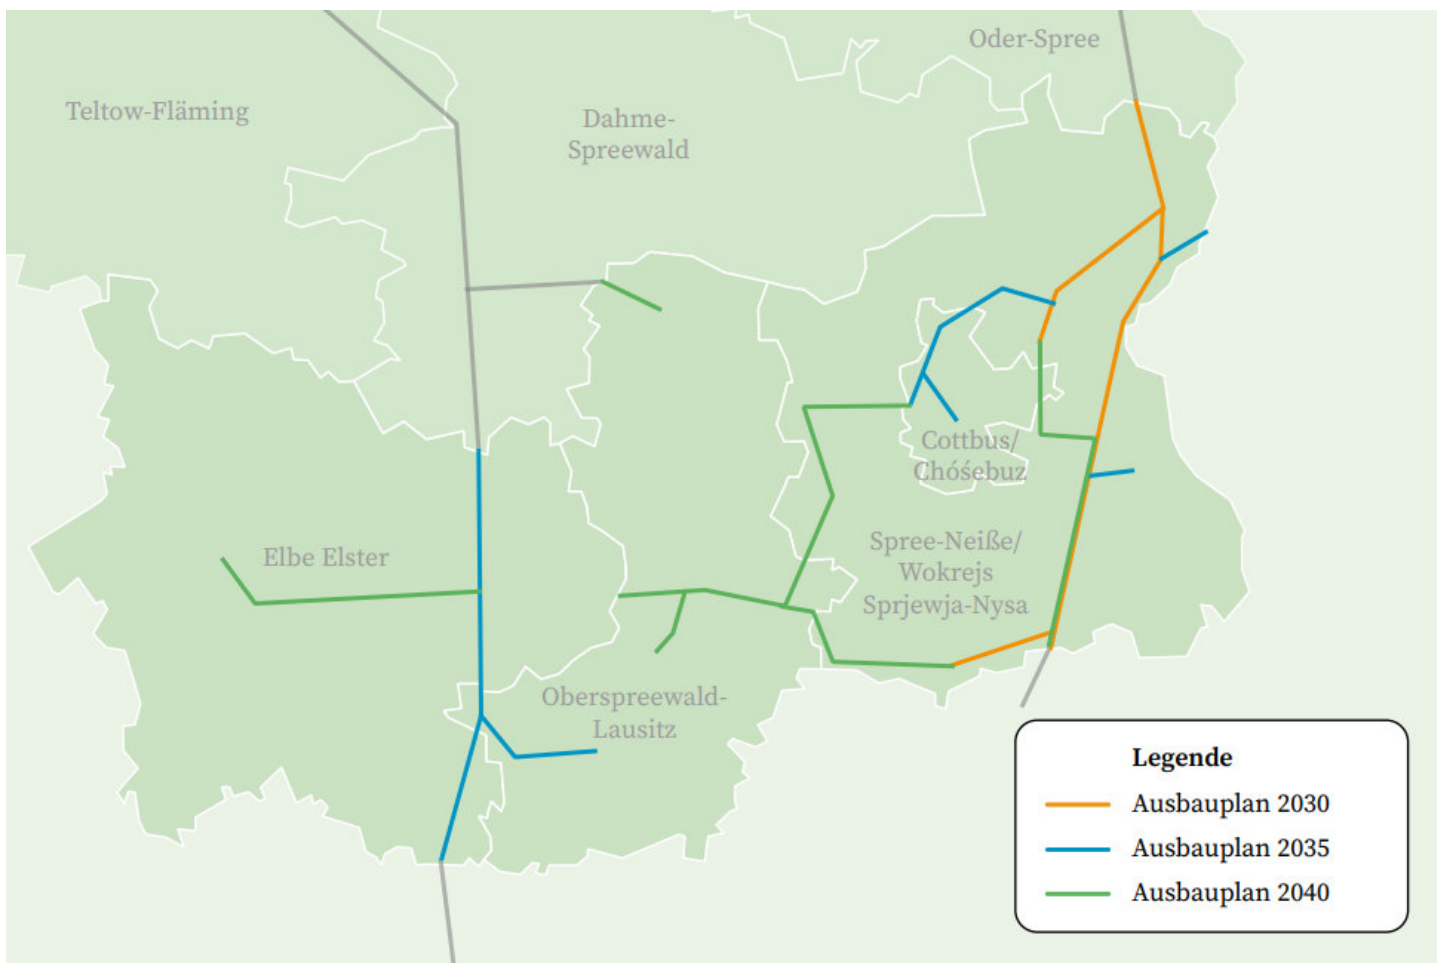 Oder-Spree
Teltow-Fläming
Dahme-
Spreewald
Cottbus/
Chóśebuz
Elbe Elster
Spree-Neiße/
Wokrejs
Sprjewja-Nysa
Oberspreewald-
Lausitz
Legende
Ausbauplan 2030
Ausbauplan 2035
Ausbauplan 2040